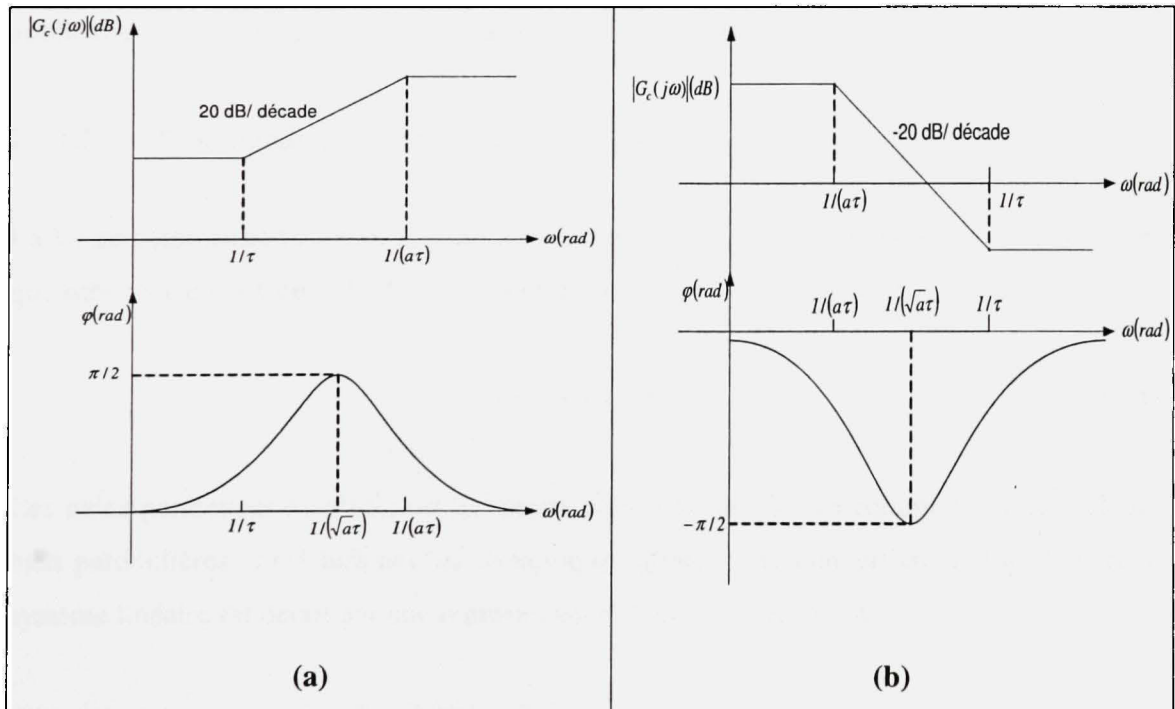 |G_c(jω)|(dB)
20 dB/ décade
1/τ
1/(aτ)
ω(rad)
φ(rad)
π/2
1/τ
1/(√aτ)
1/(aτ)
ω(rad)
(a)
|G_c(jω)|(dB)
-20 dB/ décade
1/(aτ)
1/τ
ω(rad)
φ(rad)
1/(aτ)
1/(√aτ)
1/τ
ω(rad)
-π/2
(b)